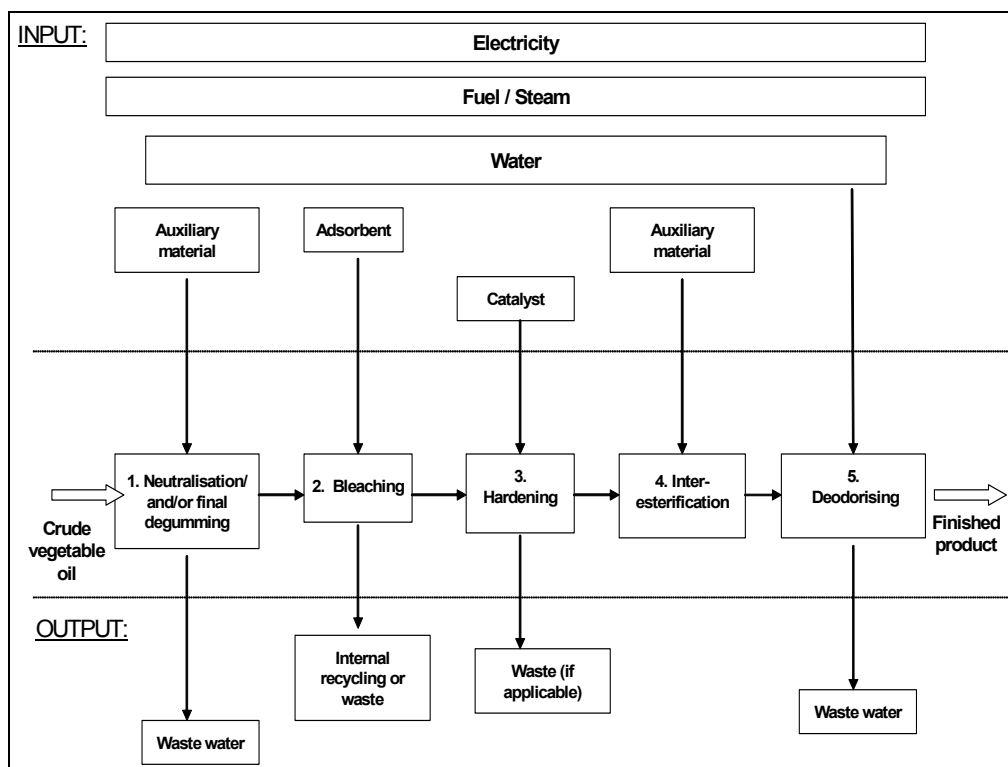 INPUT:
Electricity
Fuel / Steam
Water
Auxiliary
material
Adsorbent
Auxiliary
material
Catalyst
1. Neutralisation/
and/or final
degumming
2. Bleaching
3.
Hardening
4. Inter-
esterification
5.
Deodorising
Crude
vegetable
oil
Finished
product
OUTPUT:
Internal
recycling or
waste
Waste (if
applicable)
Waste water
Waste water